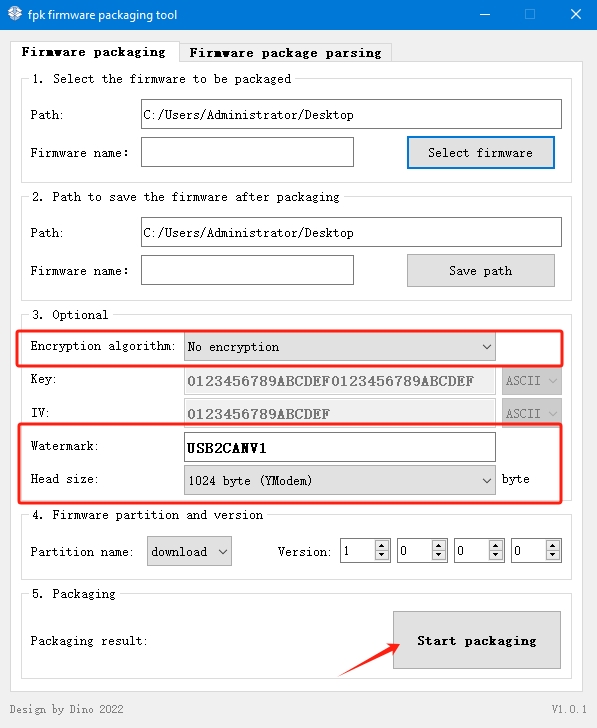 fpk firmware packaging tool
Firmware packaging Firmware package parsing
1. Select the firmware to be packaged
Path: C:/Users/Administrator/Desktop
Firmware name: Select firmware
2. Path to save the firmware after packaging
Path: C:/Users/Administrator/Desktop
Firmware name: Save path
3. Optional
Encryption algorithm: No encryption
Key: 0123456789ABCDEF0123456789ABCDEF ASCII
IV: 0123456789ABCDEF ASCII
Watermark: USB2CANV1
Head size: 1024 byte (YModem) byte
4. Firmware partition and version
Partition name: download Version: 1 0 0 0
5. Packaging
Packaging result: Start packaging
Design by Dino 2022 V1.0.1